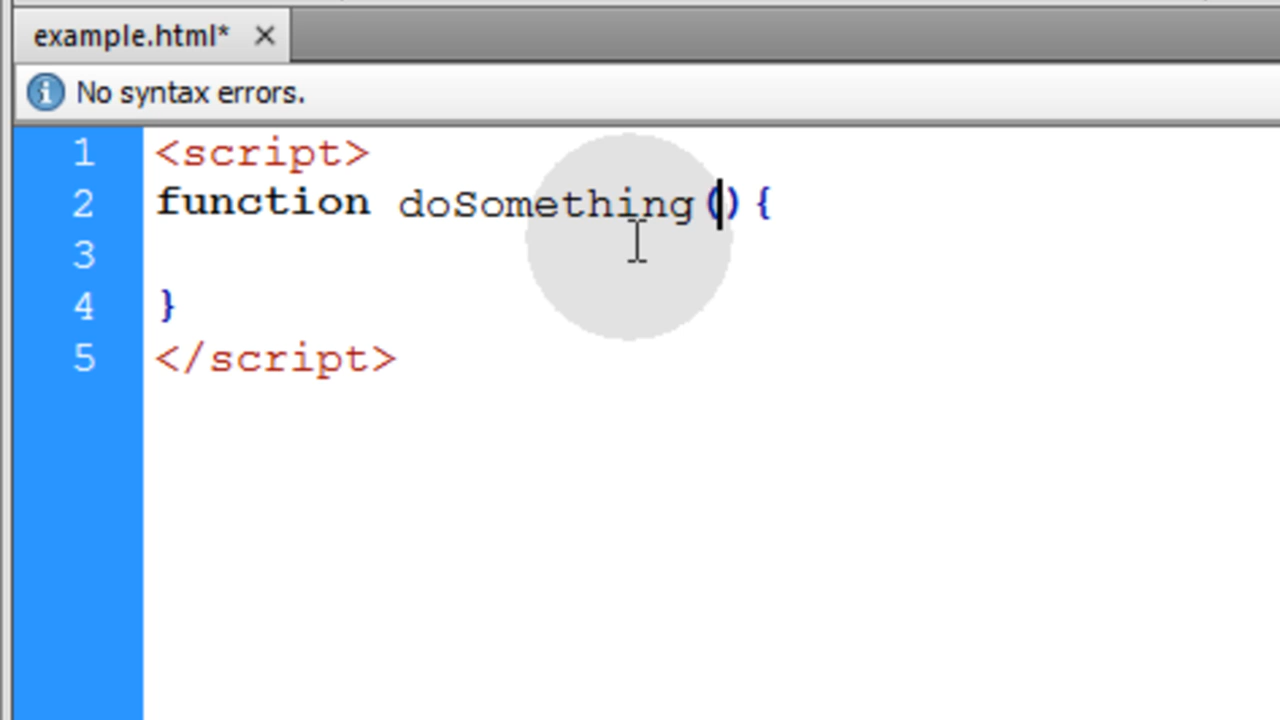 example.html* ×
No syntax errors.
1 <script>
2 function doSomething(){
3
4 }
5 </script>